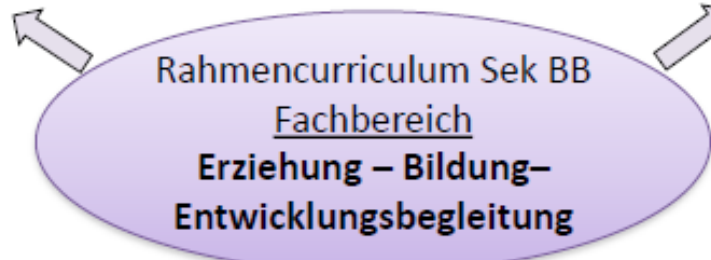 Rahmencurriculum Sek BB
Fachbereich
Erziehung – Bildung–
Entwicklungsbegleitung